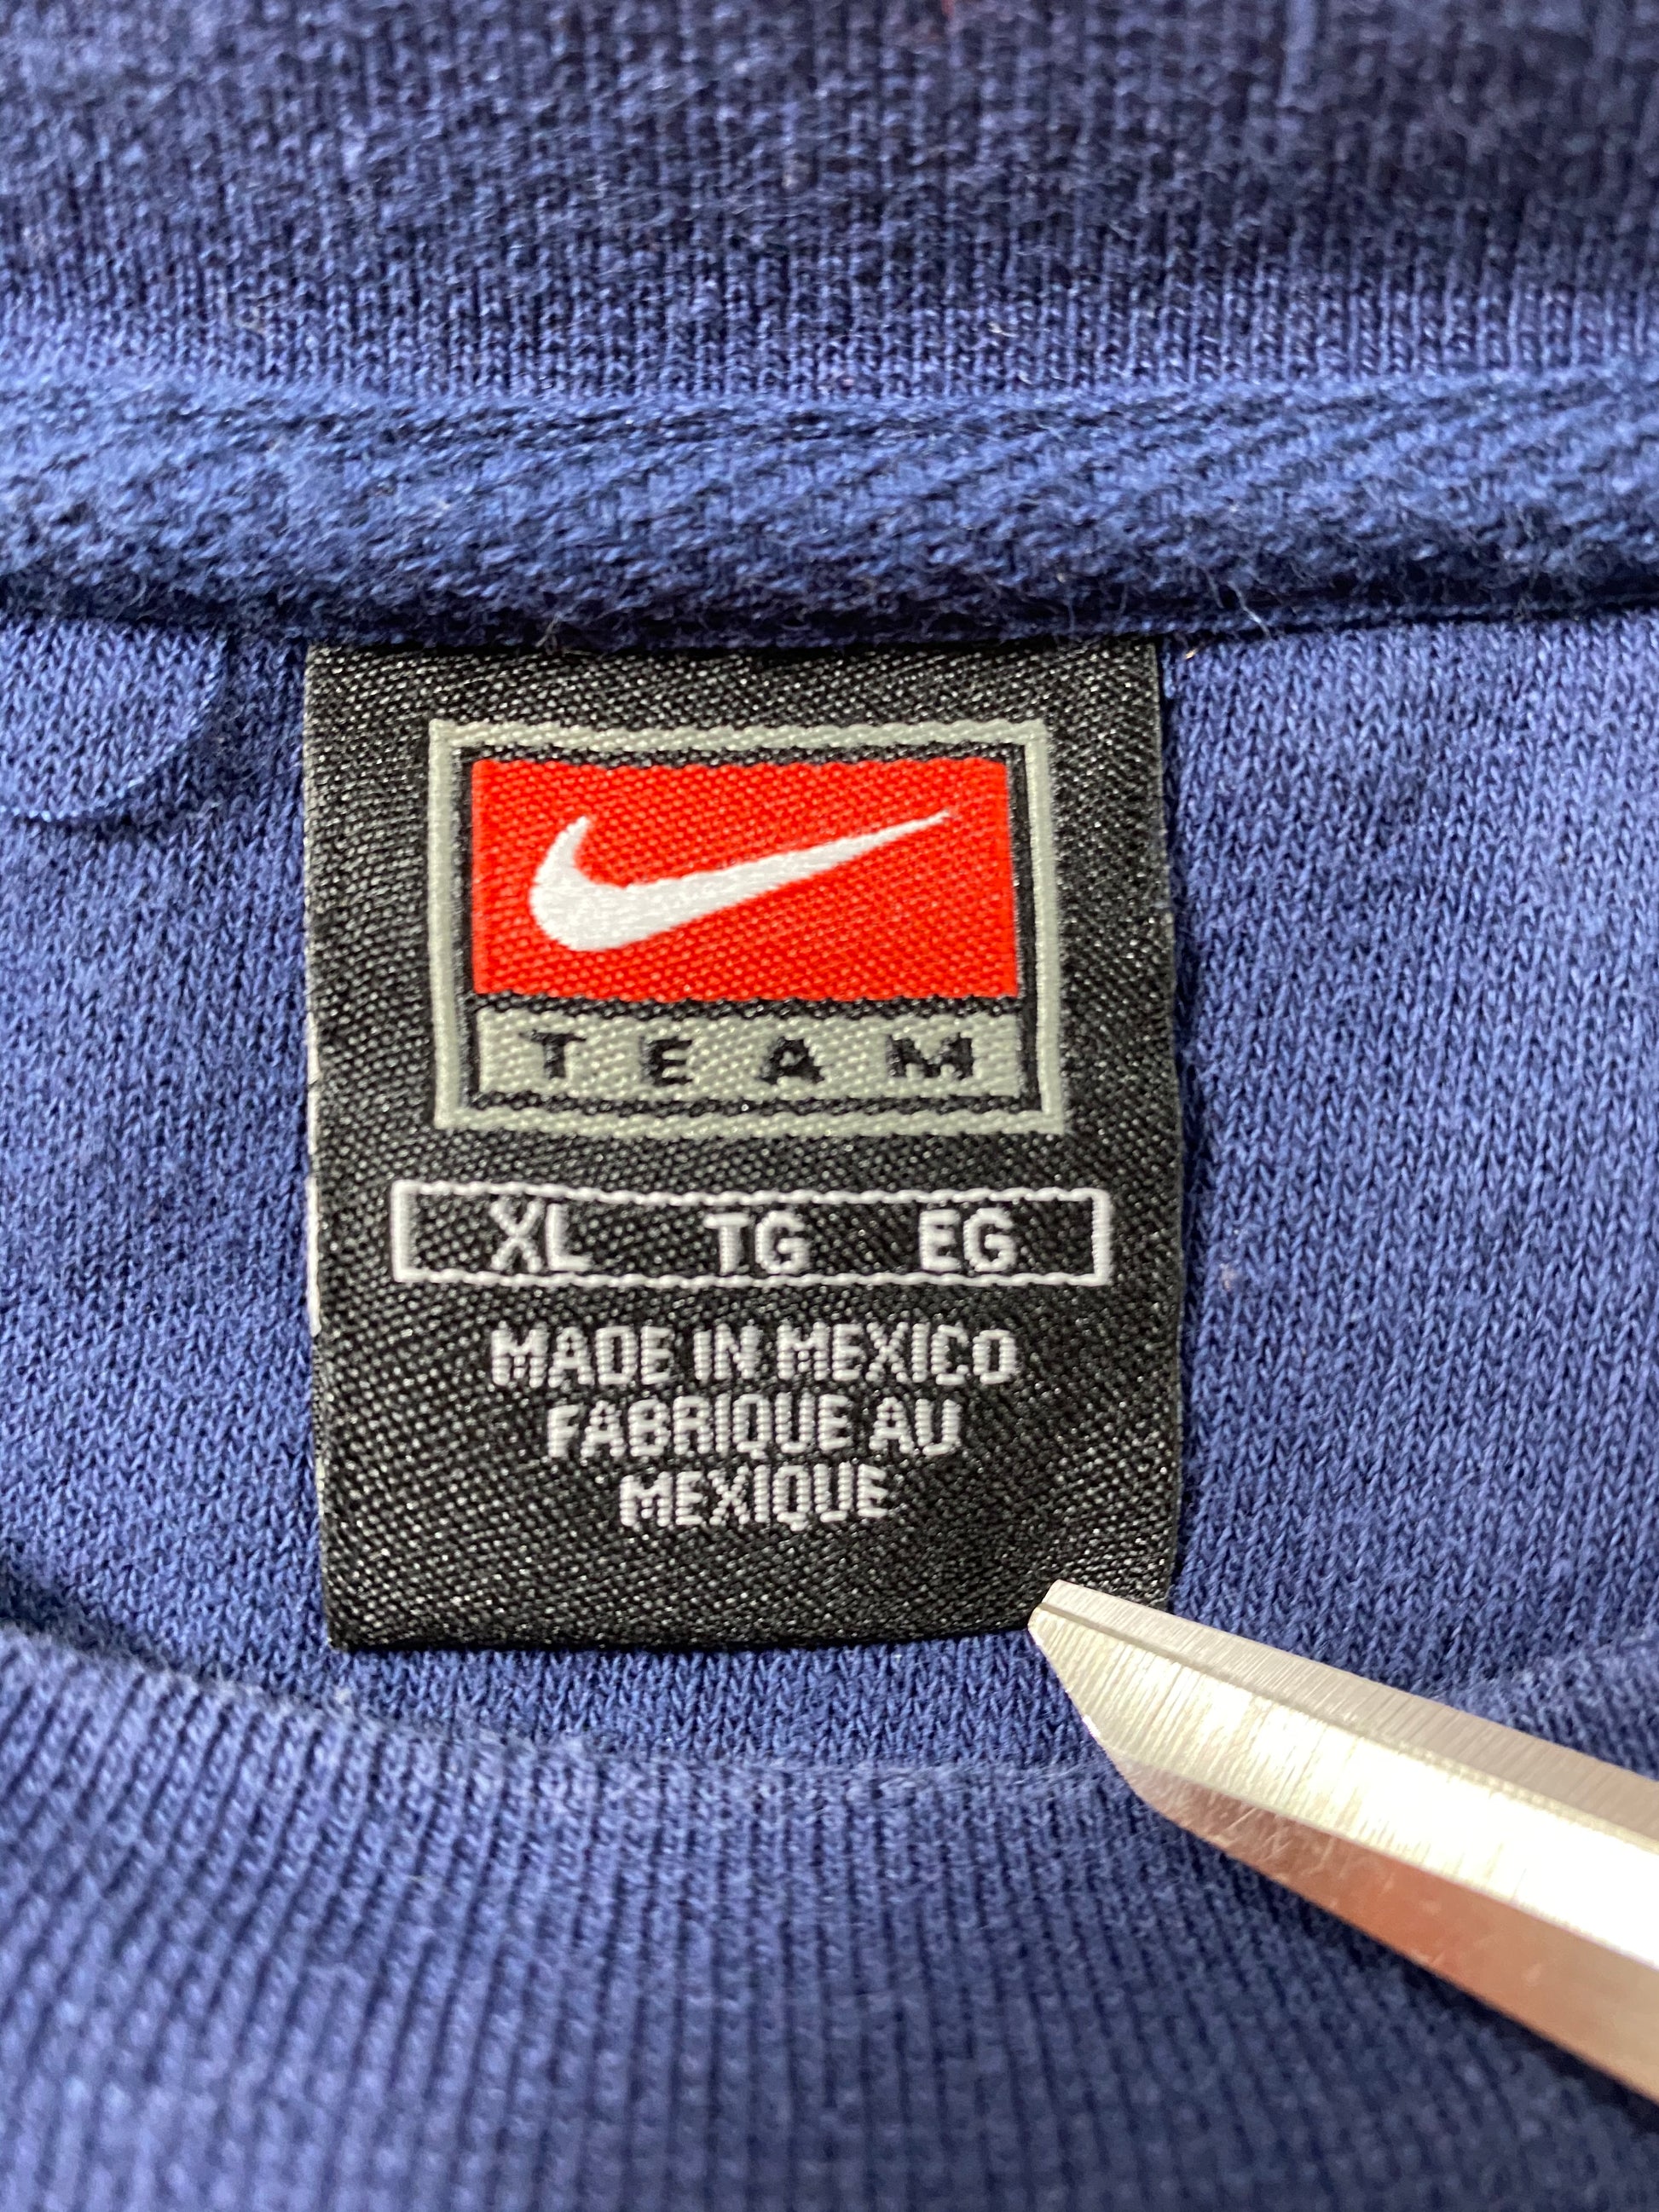 TEAM
XL TG EG
MADE IN MEXICO
FABRIQUE AU
MEXIQUE